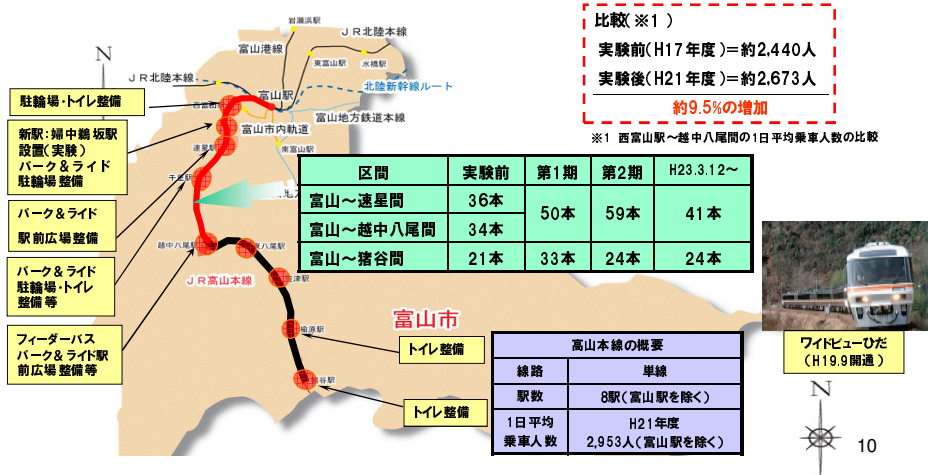 比較(※1)
実験前(H17年度)＝約2,440人
実験後(H21年度)＝約2,673人
約9.5%の増加
※1 西富山駅～越中八尾間の1日平均乗車人数の比較
岩瀬浜駅
富山港線
JR北陸本線
東富山駅
水橋駅
N
JR北陸本線
北陸新幹線ルート
富山駅
西富山
富山地方鉄道本線
富山市内軌道
南富山駅
速星駅
千里駅
越中八尾駅
八尾駅
JR高山本線
楡原駅
富山市
駐輪場・トイレ整備
新駅：婦中鵜坂駅
設置(実験)
パーク＆ライド
駐輪場整備
パーク＆ライド
駅前広場整備
パーク＆ライド
駐輪場・トイレ
整備等
フィーダーバス
パーク＆ライド駅
前広場整備等
トイレ整備
トイレ整備
区間 実験前 第1期 第2期 H23.3.12～
富山～速星間 36本 50本 59本 41本
富山～越中八尾間 34本
富山～猪谷間 21本 33本 24本 24本
高山本線の概要
線路 単線
駅数 8駅(富山駅を除く)
1日平均
乗車人数
H21年度
2,953人(富山駅を除く)
ワイドビューひだ
(H19.9開通)
N
10